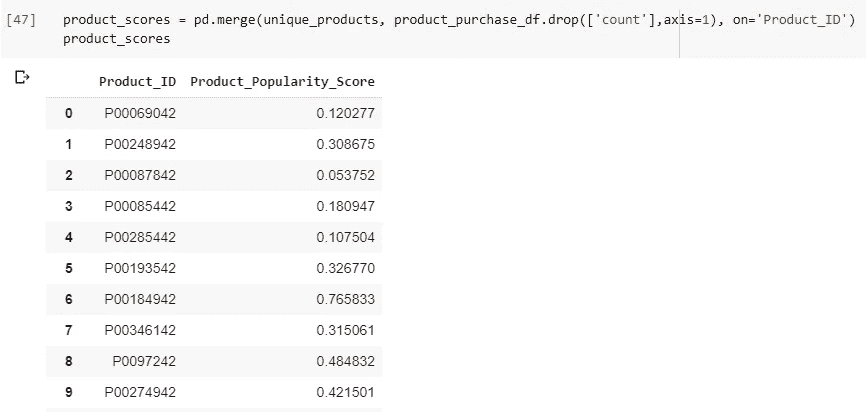 [47] product_scores = pd.merge(unique_products, product_purchase_df.drop(['count'],axis=1), on='Product_ID')
product_scores
Product_ID Product_Popularity_Score
0 P00069042 0.120277
1 P00248942 0.308675
2 P00087842 0.053752
3 P00085442 0.180947
4 P00285442 0.107504
5 P00193542 0.326770
6 P00184942 0.765833
7 P00346142 0.315061
8 P0097242 0.484832
9 P00274942 0.421501